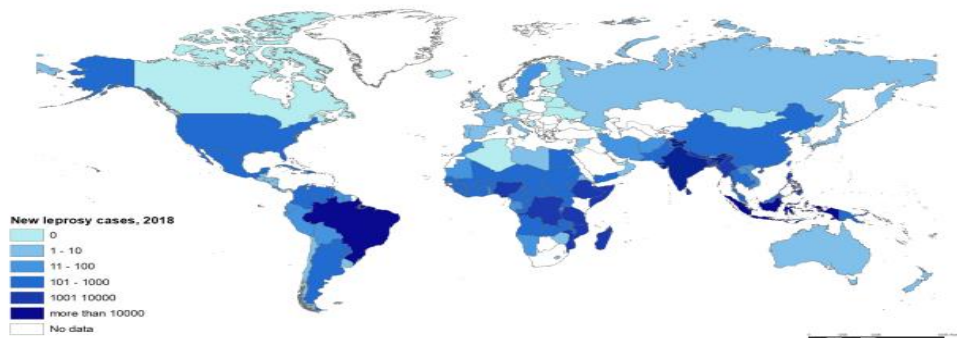 New leprosy cases, 2018
0
1 - 10
11 - 100
101 - 1000
1001 10000
more than 10000
No data